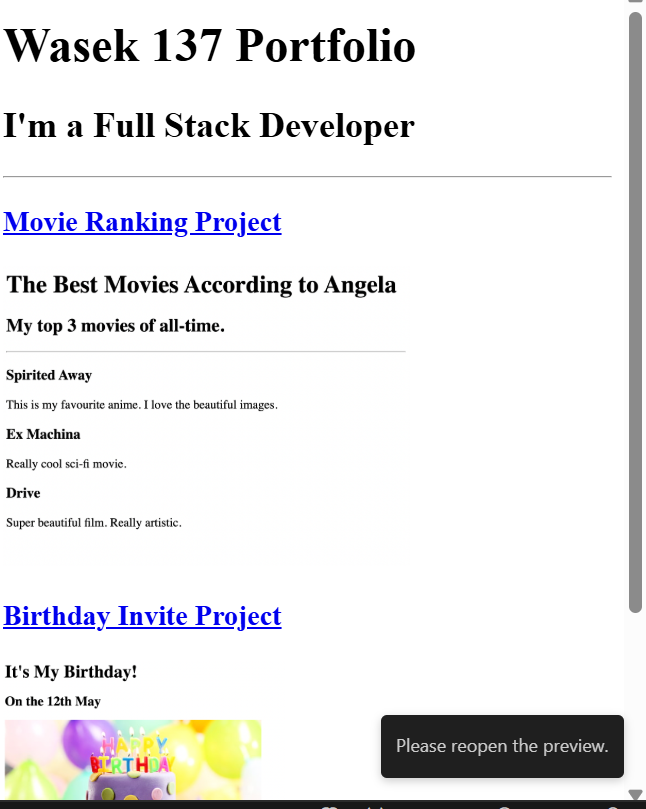 Wasek 137 Portfolio
I'm a Full Stack Developer
Movie Ranking Project
The Best Movies According to Angela
My top 3 movies of all-time.
Spirited Away
This is my favourite anime. I love the beautiful images.
Ex Machina
Really cool sci-fi movie.
Drive
Super beautiful film. Really artistic.
Birthday Invite Project
It's My Birthday!
On the 12th May
HAPPY
BIRTHDAY
Please reopen the preview.